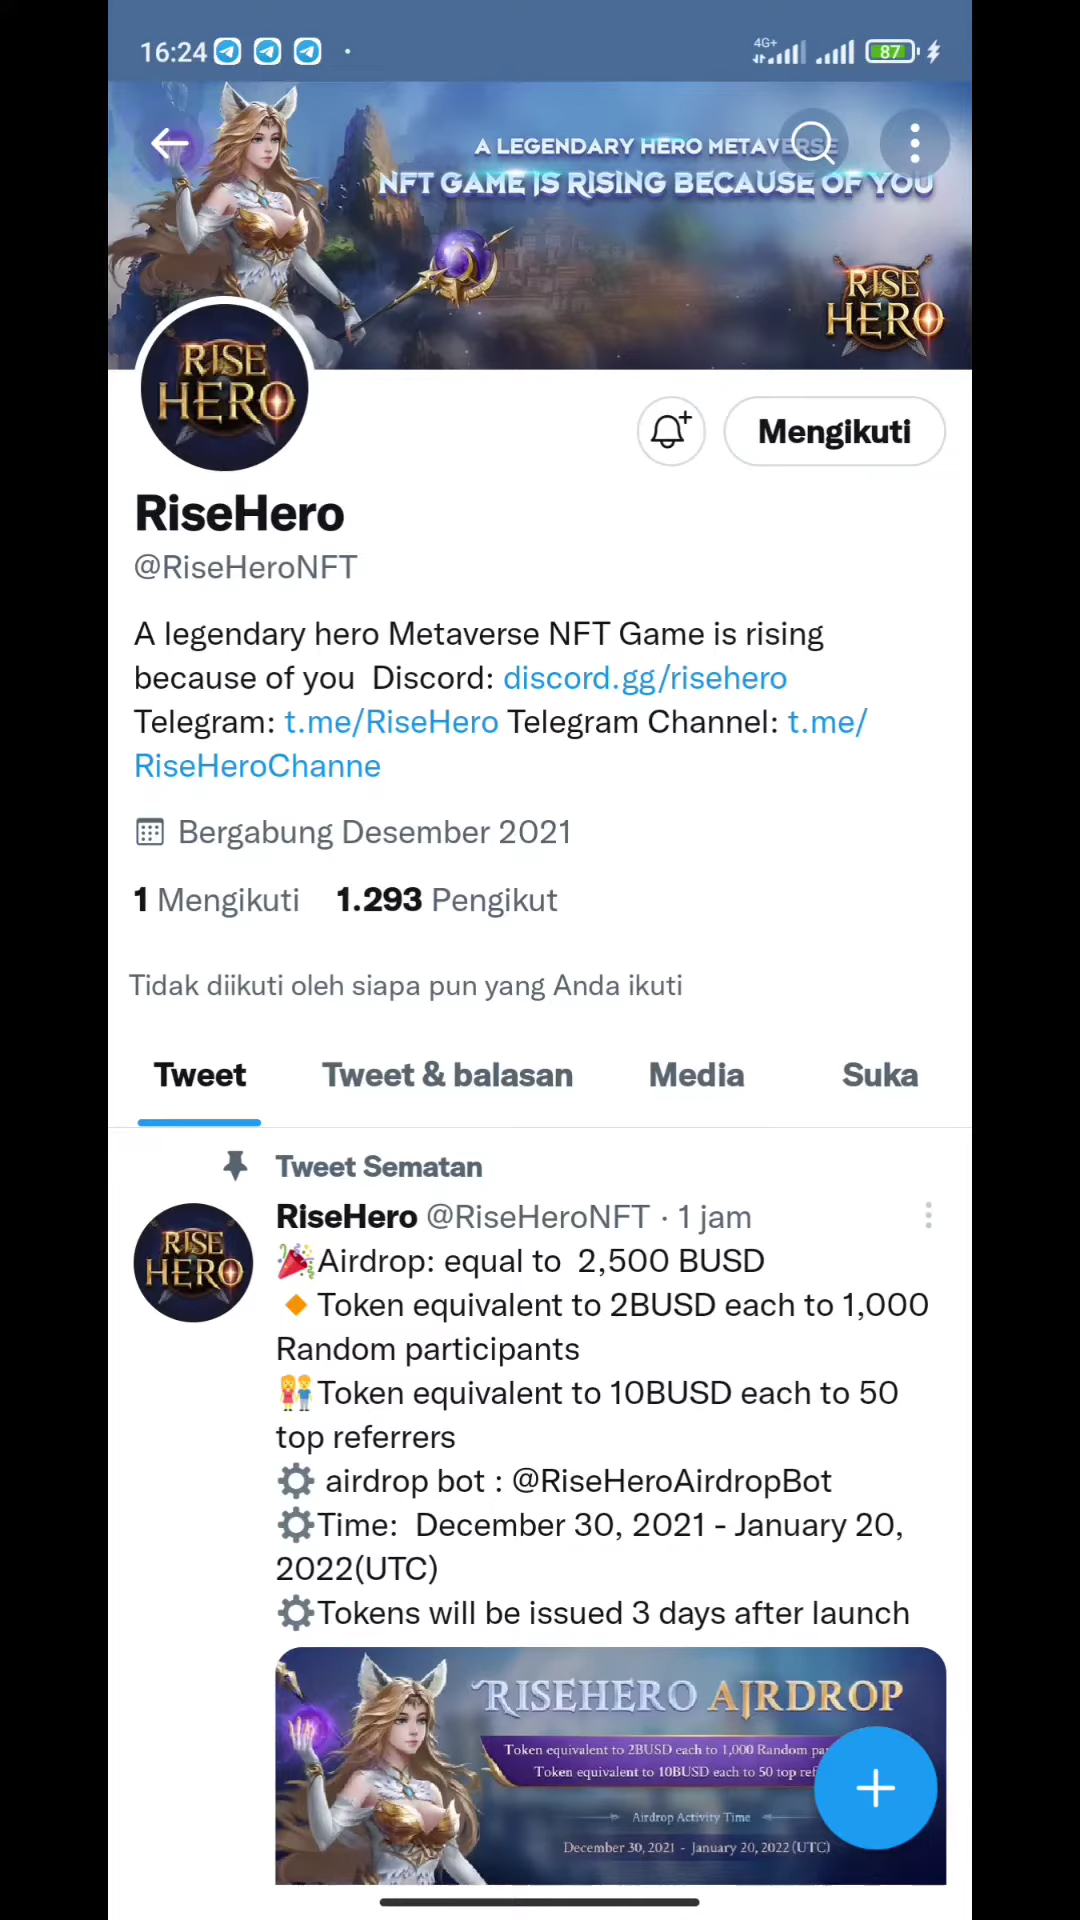 16:24
4G+
87
A LEGENDARY HERO METAVERSE
NFT GAME IS RISING BECAUSE OF YOU
RISE
HERO
RISE
HERO
Mengikuti
RiseHero
@RiseHeroNFT
A legendary hero Metaverse NFT Game is rising
because of you  Discord: discord.gg/risehero
Telegram: t.me/RiseHero Telegram Channel: t.me/
RiseHeroChanne
Bergabung Desember 2021
1 Mengikuti 1.293 Pengikut
Tidak diikuti oleh siapa pun yang Anda ikuti
Tweet Tweet & balasan Media Suka
Tweet Sematan
RISE
HERO
RiseHero @RiseHeroNFT · 1 jam
🎉Airdrop: equal to  2,500 BUSD
🔸Token equivalent to 2BUSD each to 1,000
Random participants
👫Token equivalent to 10BUSD each to 50
top referrers
⚙️ airdrop bot : @RiseHeroAirdropBot
⚙️Time:  December 30, 2021 - January 20,
2022(UTC)
⚙️Tokens will be issued 3 days after launch
RISEHERO AIRDROP
Token equivalent to 2BUSD each to 1,000 Random pa
Token equivalent to 10BUSD each to 50 top ref
Airdrop Activity Time
December 30, 2021 - January 20, 2022 (UTC)